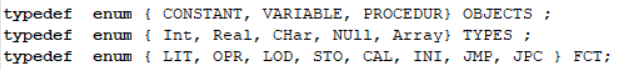 typedef enum { CONSTANT, VARIABLE, PROCEDUR} OBJECTS ;
typedef enum { Int, Real, CHar, NUll, Array} TYPES ;
typedef enum { LIT, OPR, LOD, STO, CAL, INI, JMP, JPC } FCT;